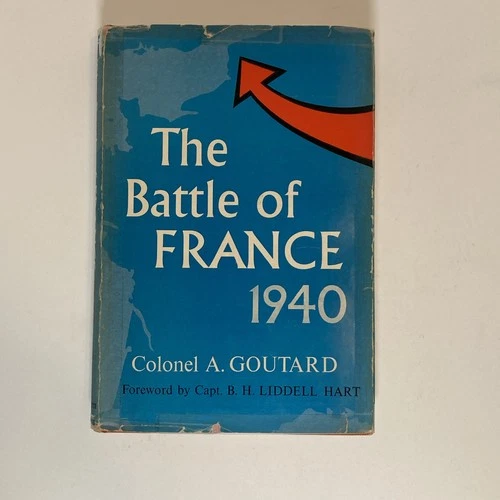 The
Battle of
FRANCE
1940
Colonel A. GOUTARD
Foreword by Capt. B. H. LIDDELL HART